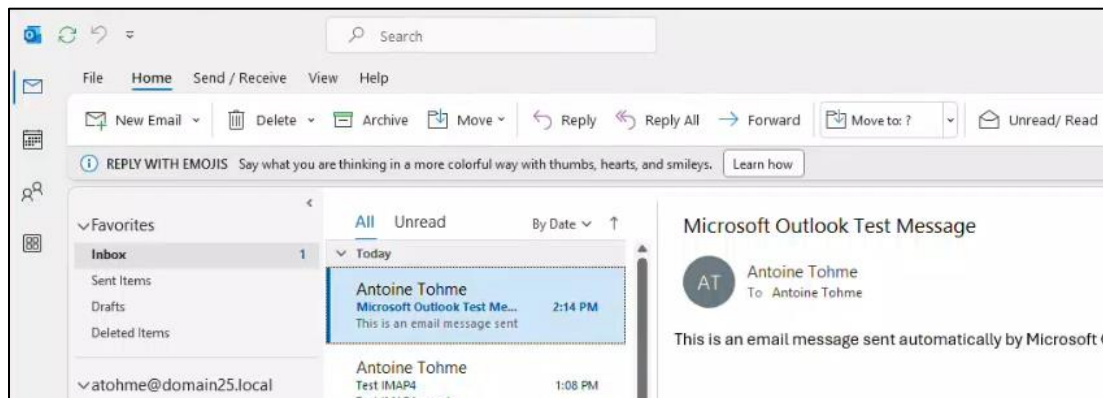 Search
File Home Send / Receive View Help
New Email Delete Archive Move Reply Reply All Forward Move to: ? Unread/ Read
REPLY WITH EMOJIS Say what you are thinking in a more colorful way with thumbs, hearts, and smileys. Learn how
Favorites
Inbox 1
Sent Items
Drafts
Deleted Items
atohme@domain25.local
All Unread By Date
Today
Antoine Tohme
Microsoft Outlook Test Me... 2:14 PM
This is an email message sent
Antoine Tohme
Test IMAP4 1:08 PM
Microsoft Outlook Test Message
AT
Antoine Tohme
To Antoine Tohme
This is an email message sent automatically by Microsoft